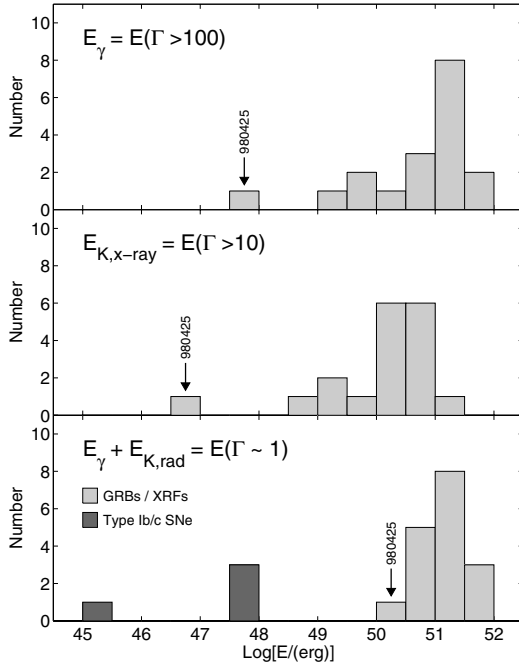 10
8
6
4
2
0
Number
E_γ = E(Γ >100)
980425
10
8
6
4
2
0
Number
E_K,x−ray = E(Γ >10)
980425
10
8
6
4
2
0
Number
E_γ + E_K,rad = E(Γ ~ 1)
GRBs / XRFs
Type Ib/c SNe
980425
45 46 47 48 49 50 51 52
Log[E/(erg)]